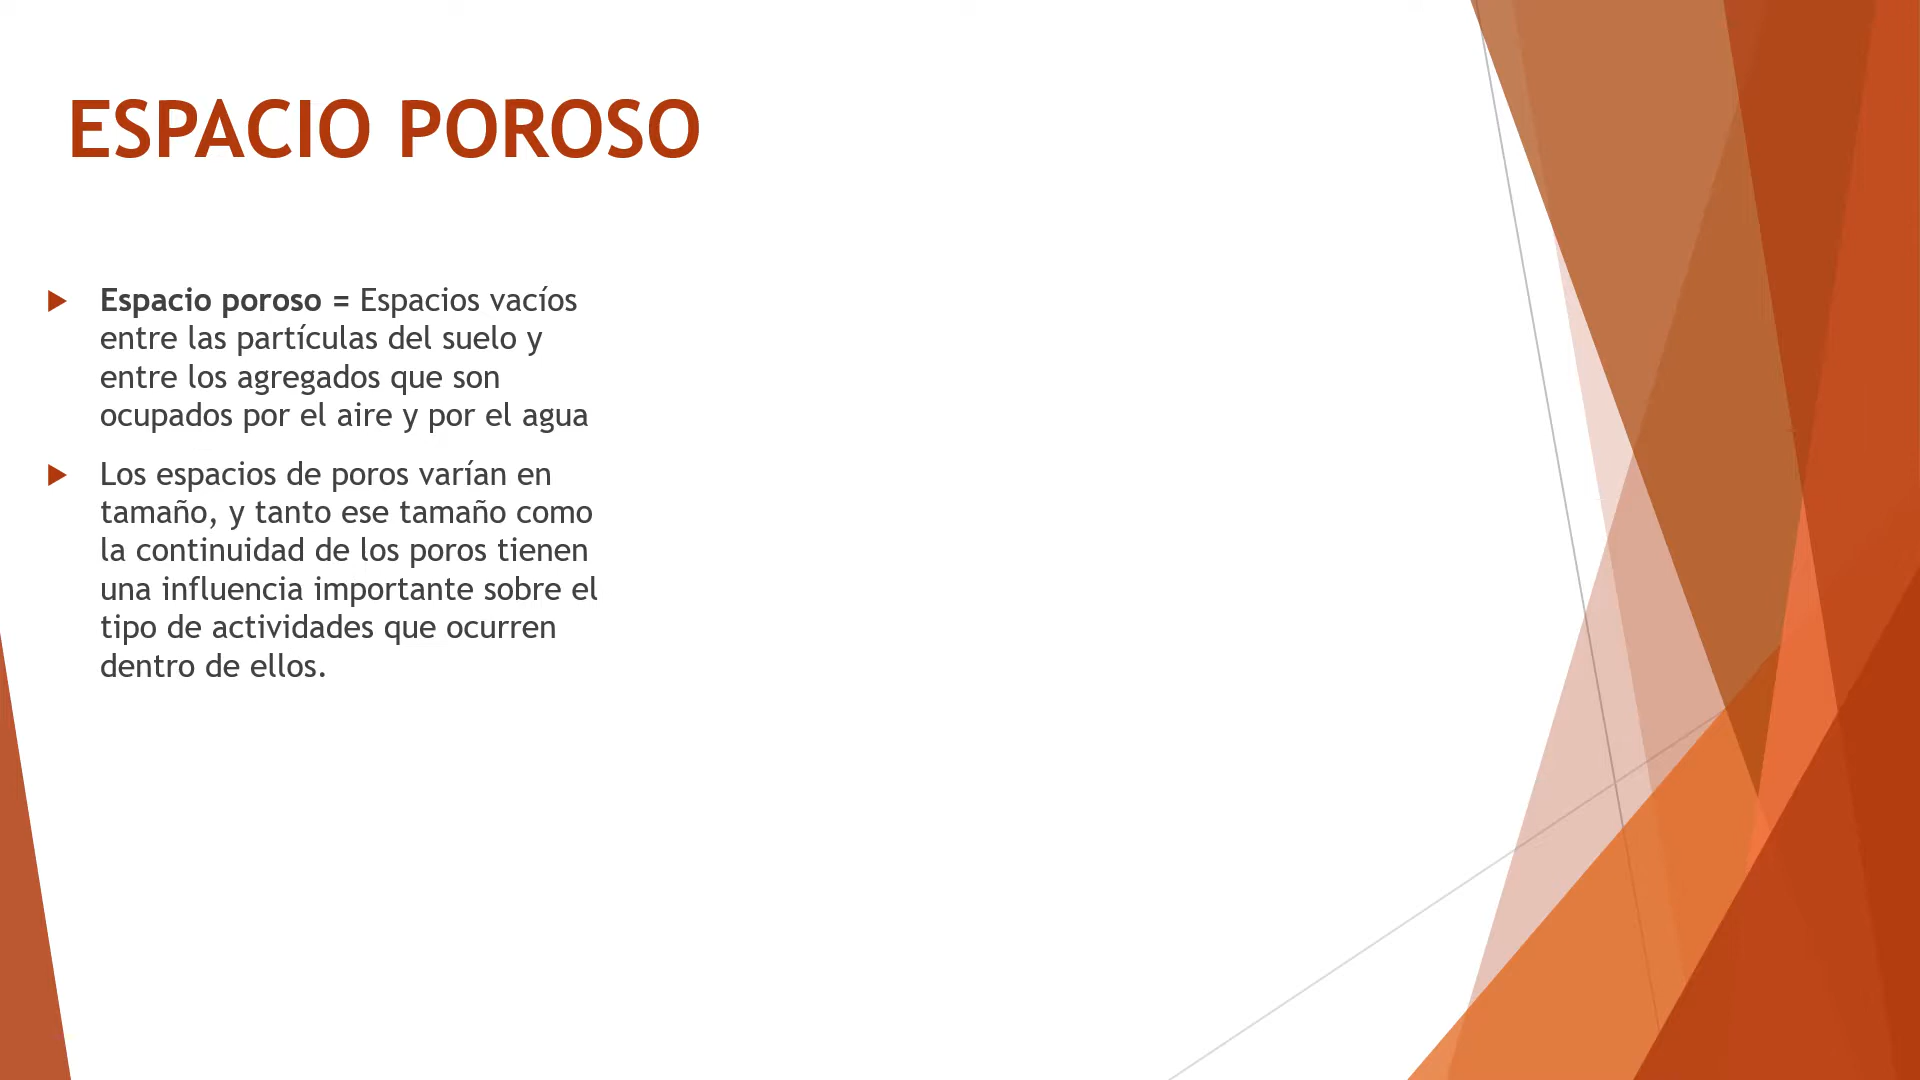 ESPACIO POROSO
Espacio poroso = Espacios vacíos
entre las partículas del suelo y
entre los agregados que son
ocupados por el aire y por el agua
Los espacios de poros varían en
tamaño, y tanto ese tamaño como
la continuidad de los poros tienen
una influencia importante sobre el
tipo de actividades que ocurren
dentro de ellos.